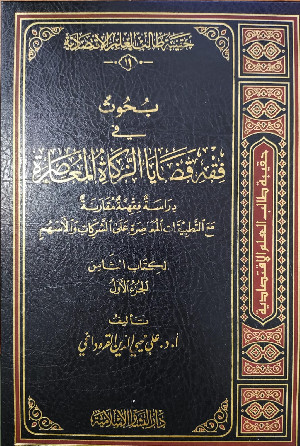 حقيبة طالب العلم الاقتصادية
بحوث
في
فقه قضايا الزكاة المعاصرة
دراسة فقهية مقارنة
مع التطبيقات المعاصرة على الشركات والأسهم
الكتاب الثامن
الجزء الأول
تأليف
أ.د. علي محيي الدين القره داغي
دار البشائر الإسلامية
حقيبة طالب العلم الاقتصادية